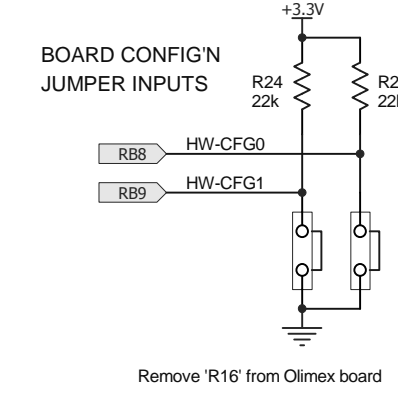 +3.3V
BOARD CONFIG'N
JUMPER INPUTS
R24
22k
RB8
HW-CFG0
RB9
HW-CFG1
Remove 'R16' from Olimex board